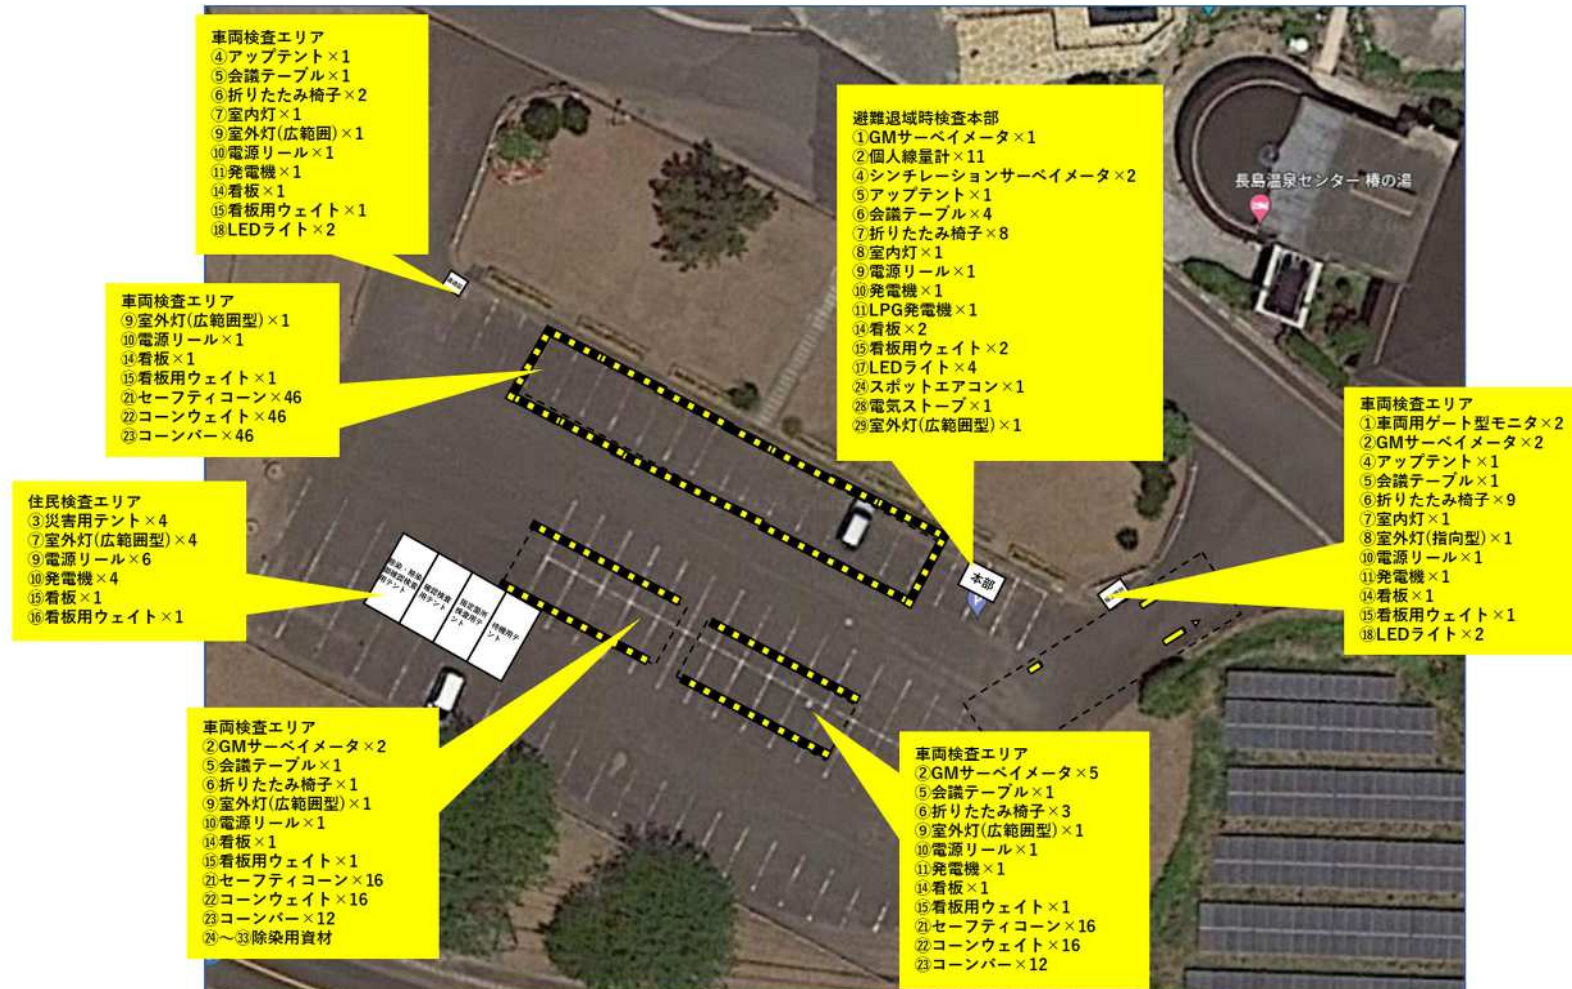 車両検査エリア
④アップテント×1
⑤会議テーブル×1
⑥折りたたみ椅子×2
⑦室内灯×1
⑨室外灯(広範囲)×1
⑩電源リール×1
⑪発電機×1
⑭看板×1
⑮看板用ウェイト×1
⑱LEDライト×2
避難退域時検査本部
①GMサーベイメータ×1
②個人線量計×11
④シンチレーションサーベイメータ×2
⑤アップテント×1
⑥会議テーブル×4
⑦折りたたみ椅子×8
⑧室内灯×1
⑨電源リール×1
⑩発電機×1
⑪LPG発電機×1
⑭看板×2
⑮看板用ウェイト×2
⑰LEDライト×4
㉔スポットエアコン×1
㉘電気ストーブ×1
㉙室外灯(広範囲型)×1
長島温泉センター 椿の湯
車両検査エリア
⑨室外灯(広範囲型)×1
⑩電源リール×1
⑭看板×1
⑮看板用ウェイト×1
㉑セーフティコーン×46
㉒コーンウェイト×46
㉓コーンバー×46
車両検査エリア
①車両用ゲート型モニタ×2
②GMサーベイメータ×2
④アップテント×1
⑤会議テーブル×1
⑥折りたたみ椅子×9
⑦室内灯×1
⑧室外灯(指向型)×1
⑩電源リール×1
⑪発電機×1
⑭看板×1
⑮看板用ウェイト×1
⑱LEDライト×2
住民検査エリア
③災害用テント×4
⑦室外灯(広範囲型)×4
⑨電源リール×6
⑩発電機×4
⑮看板×1
⑯看板用ウェイト×1
確認検査
用テント
指定箇所
検査用テ
ント
待機用テ
ント
本部
車両検査エリア
②GMサーベイメータ×2
⑤会議テーブル×1
⑥折りたたみ椅子×1
⑨室外灯(広範囲型)×1
⑩電源リール×1
⑭看板×1
⑮看板用ウェイト×1
㉑セーフティコーン×16
㉒コーンウェイト×16
㉓コーンバー×12
㉔～㉝除染用資材
車両検査エリア
②GMサーベイメータ×5
⑤会議テーブル×1
⑥折りたたみ椅子×3
⑨室外灯(広範囲型)×1
⑩電源リール×1
⑪発電機×1
⑭看板×1
⑮看板用ウェイト×1
㉑セーフティコーン×16
㉒コーンウェイト×16
㉓コーンバー×12